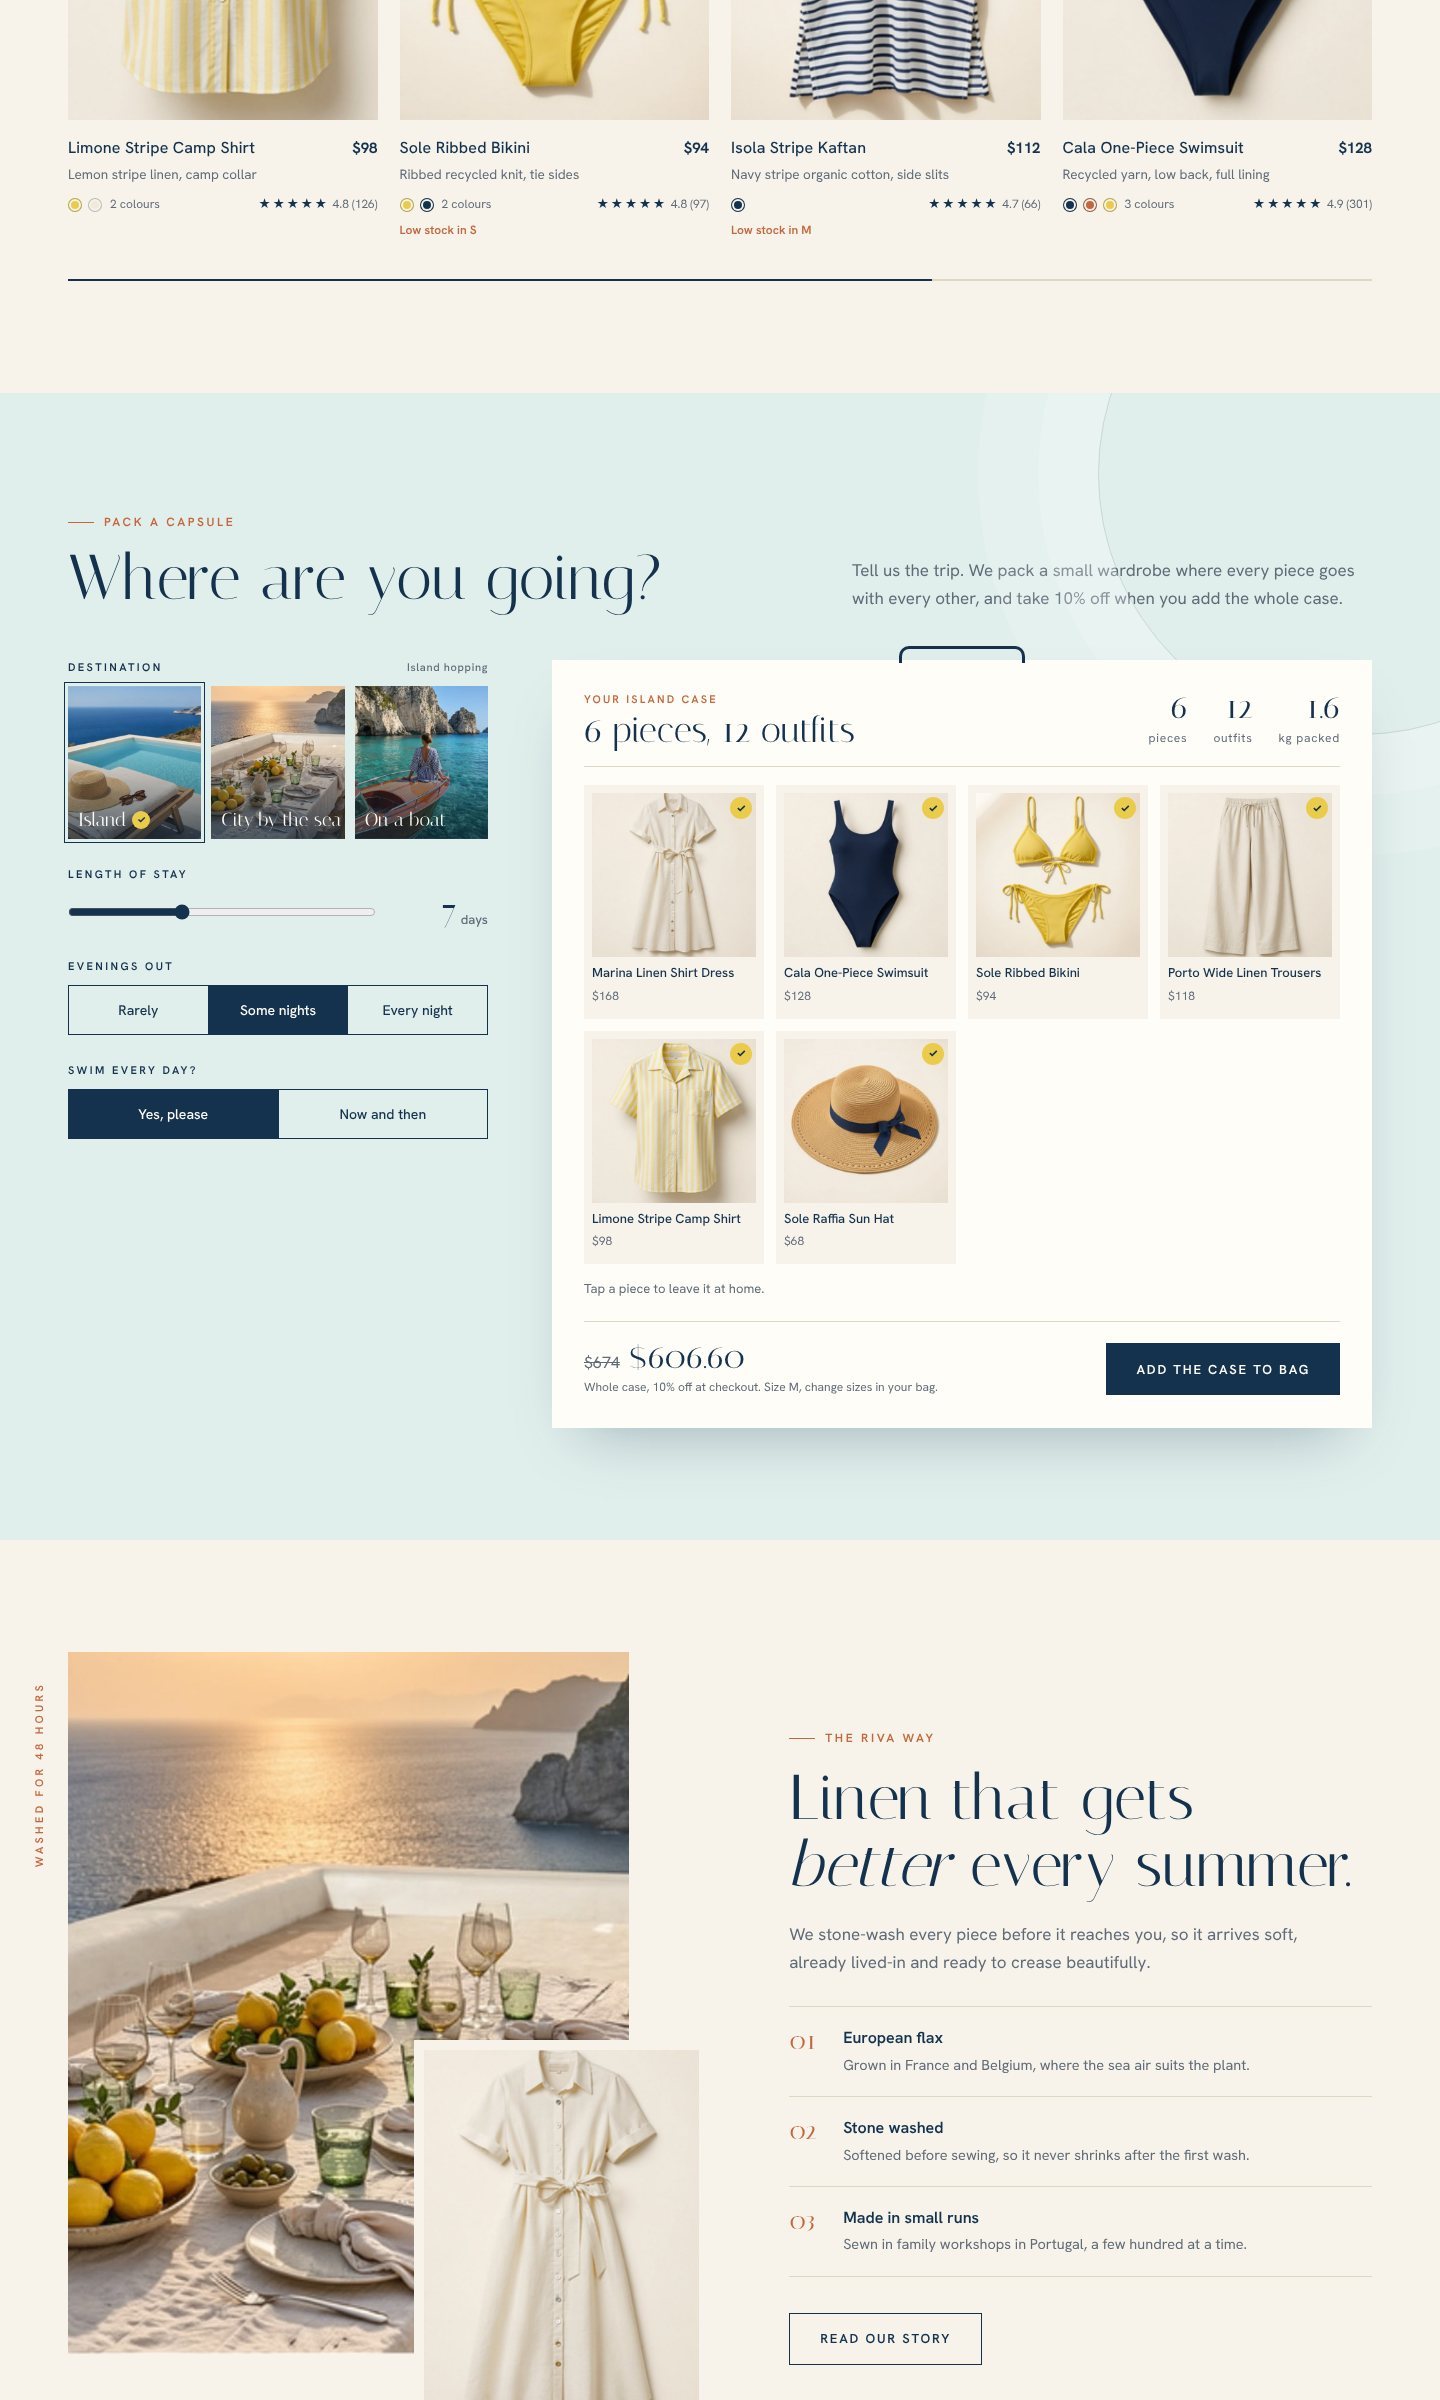 Limone Stripe Camp Shirt $98
Lemon stripe linen, camp collar
2 colours ★★★★★ 4.8 (126)
Sole Ribbed Bikini $94
Ribbed recycled knit, tie sides
2 colours ★★★★★ 4.8 (97)
Low stock in S
Isola Stripe Kaftan $112
Navy stripe organic cotton, side slits
★★★★★ 4.7 (66)
Low stock in M
Cala One-Piece Swimsuit $128
Recycled yarn, low back, full lining
3 colours ★★★★★ 4.9 (301)
PACK A CAPSULE
Where are you going?
Tell us the trip. We pack a small wardrobe where every piece goes
with every other, and take 10% off when you add the whole case.
DESTINATION Island hopping
Island
City by the sea
On a boat
LENGTH OF STAY
7 days
EVENINGS OUT
Rarely Some nights Every night
SWIM EVERY DAY?
Yes, please Now and then
YOUR ISLAND CASE
6 pieces, 12 outfits
6 pieces
12 outfits
1.6 kg packed
Marina Linen Shirt Dress
$168
Cala One-Piece Swimsuit
$128
Sole Ribbed Bikini
$94
Porto Wide Linen Trousers
$118
Limone Stripe Camp Shirt
$98
Sole Raffia Sun Hat
$68
Tap a piece to leave it at home.
$674 $606.60
Whole case, 10% off at checkout. Size M, change sizes in your bag.
ADD THE CASE TO BAG
WASHED FOR 48 HOURS
THE RIVA WAY
Linen that gets
better every summer.
We stone-wash every piece before it reaches you, so it arrives soft,
already lived-in and ready to crease beautifully.
01 European flax
Grown in France and Belgium, where the sea air suits the plant.
02 Stone washed
Softened before sewing, so it never shrinks after the first wash.
03 Made in small runs
Sewn in family workshops in Portugal, a few hundred at a time.
READ OUR STORY